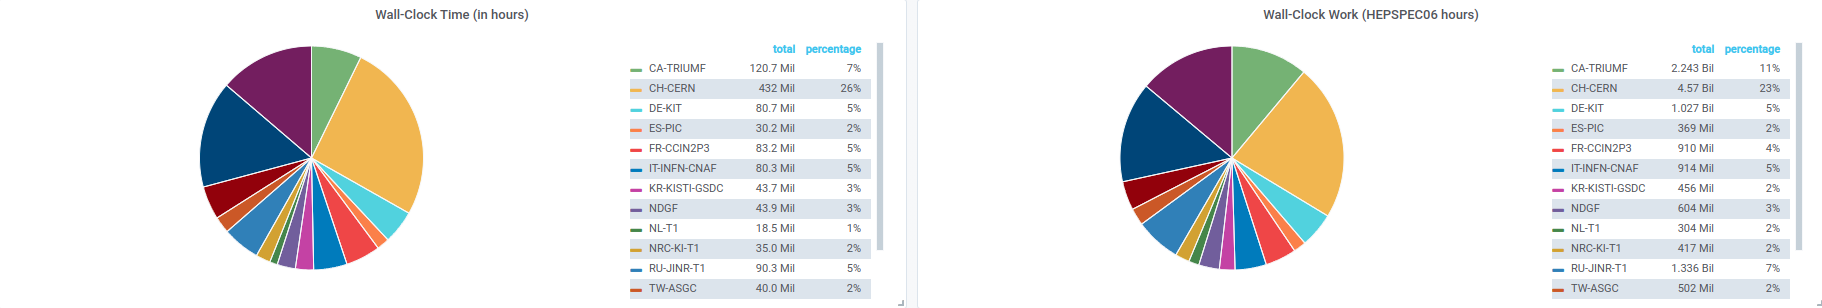 Wall-Clock Time (in hours)
total percentage
CA-TRIUMF 120.7 Mil 7%
CH-CERN 432 Mil 26%
DE-KIT 80.7 Mil 5%
ES-PIC 30.2 Mil 2%
FR-CCIN2P3 83.2 Mil 5%
IT-INFN-CNAF 80.3 Mil 5%
KR-KISTI-GSDC 43.7 Mil 3%
NDGF 43.9 Mil 3%
NL-T1 18.5 Mil 1%
NRC-KI-T1 35.0 Mil 2%
RU-JINR-T1 90.3 Mil 5%
TW-ASGC 40.0 Mil 2%
Wall-Clock Work (HEPSPEC06 hours)
total percentage
CA-TRIUMF 2.243 Bil 11%
CH-CERN 4.57 Bil 23%
DE-KIT 1.027 Bil 5%
ES-PIC 369 Mil 2%
FR-CCIN2P3 910 Mil 4%
IT-INFN-CNAF 914 Mil 5%
KR-KISTI-GSDC 456 Mil 2%
NDGF 604 Mil 3%
NL-T1 304 Mil 2%
NRC-KI-T1 417 Mil 2%
RU-JINR-T1 1.336 Bil 7%
TW-ASGC 502 Mil 2%